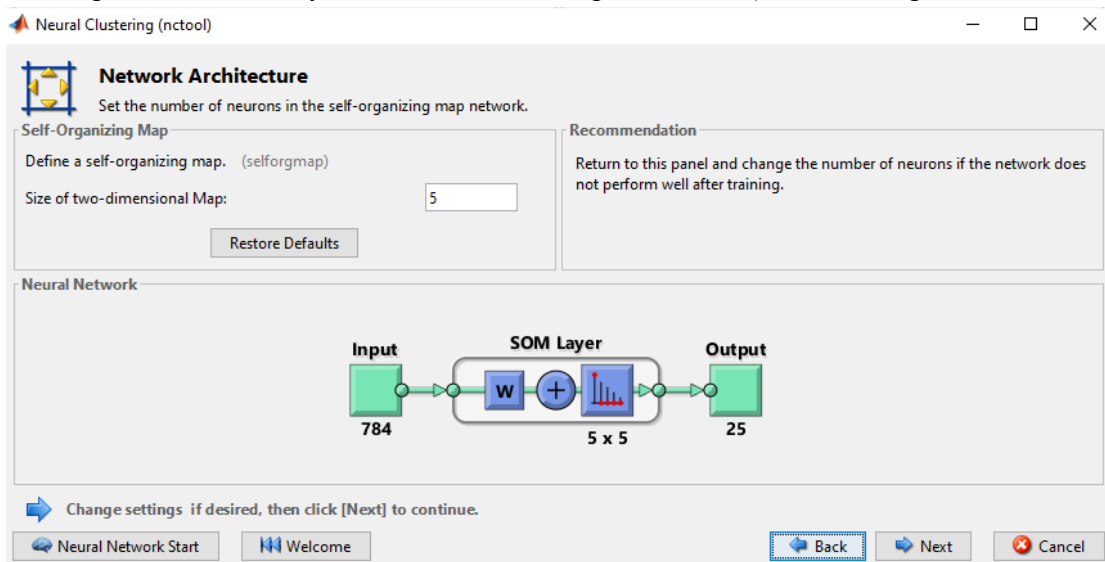 Neural Clustering (nctool)
Network Architecture
Set the number of neurons in the self-organizing map network.
Self-Organizing Map
Define a self-organizing map. (selforgmap)
Size of two-dimensional Map: 5
Restore Defaults
Recommendation
Return to this panel and change the number of neurons if the network does
not perform well after training.
Neural Network
Input
SOM Layer
Output
W
784
5 x 5
25
Change settings if desired, then click [Next] to continue.
Neural Network Start
Welcome
Back
Next
Cancel